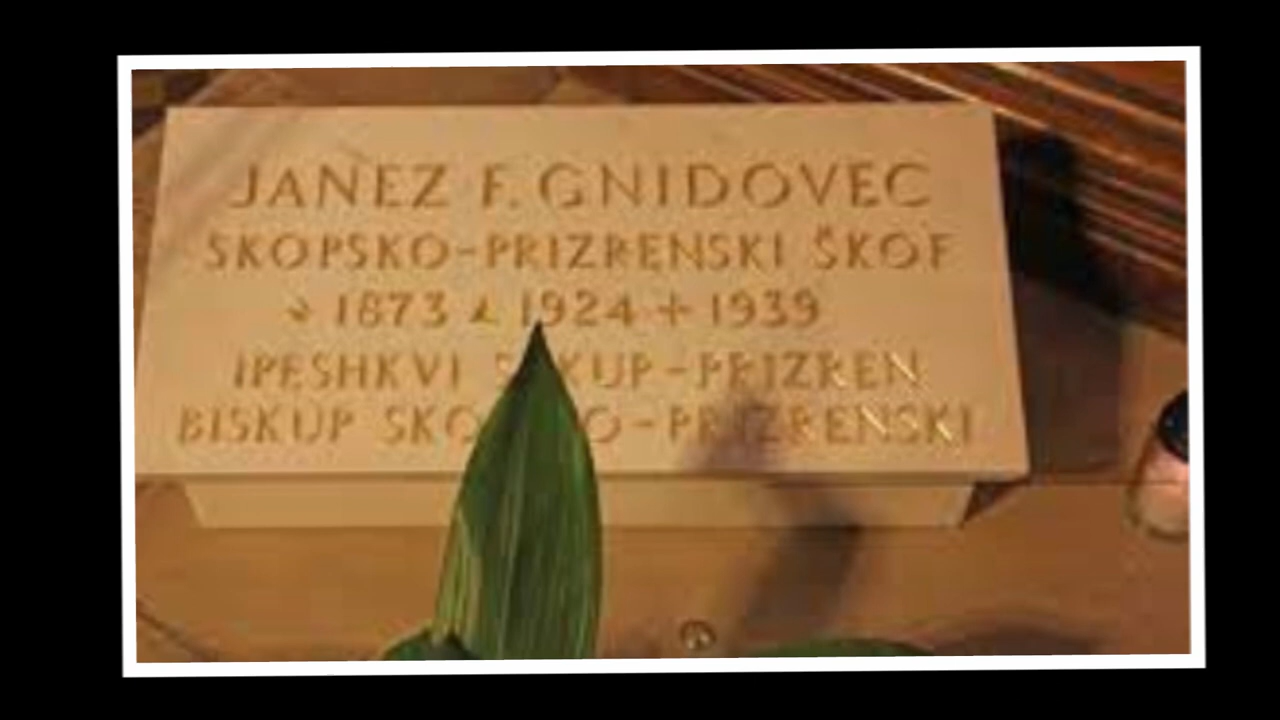 JANEZ F. GNIDOVEC
SKOPSKO-PRIZRENSKI ŠKOF
1873 1924 + 1939
IPESHKVI -PRIZREN
BISKUP -PRIZRENSKI